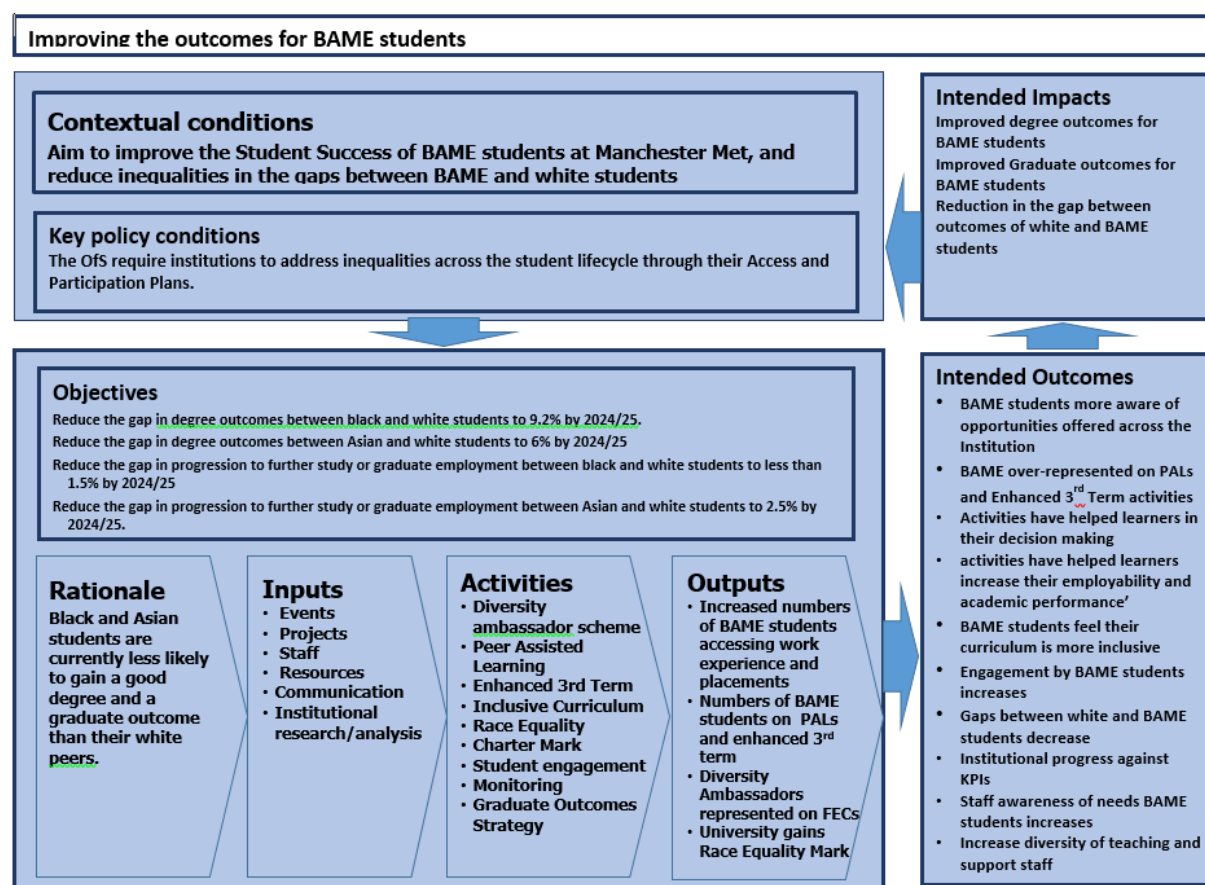 Improving the outcomes for BAME students
Contextual conditions
Aim to improve the Student Success of BAME students at Manchester Met, and
reduce inequalities in the gaps between BAME and white students
Key policy conditions
The OfS require institutions to address inequalities across the student lifecycle through their Access and
Participation Plans.
Intended Impacts
Improved degree outcomes for
BAME students
Improved Graduate outcomes for
BAME students
Reduction in the gap between
outcomes of white and BAME
students
Objectives
Reduce the gap in degree outcomes between black and white students to 9.2% by 2024/25.
Reduce the gap in degree outcomes between Asian and white students to 6% by 2024/25
Reduce the gap in progression to further study or graduate employment between black and white students to less than
1.5% by 2024/25
Reduce the gap in progression to further study or graduate employment between Asian and white students to 2.5% by
2024/25.
Rationale
Black and Asian
students are
currently less likely
to gain a good
degree and a
graduate outcome
than their white
peers.
Inputs
• Events
• Projects
• Staff
• Resources
• Communication
• Institutional
research/analysis
Activities
• Diversity
ambassador scheme
• Peer Assisted
Learning
• Enhanced 3rd Term
• Inclusive Curriculum
• Race Equality
• Charter Mark
• Student engagement
• Monitoring
• Graduate Outcomes
Strategy
Outputs
• Increased numbers
of BAME students
accessing work
experience and
placements
• Numbers of BAME
students on PALs
and enhanced 3rd
term
• Diversity
Ambassadors
represented on FECs
• University gains
Race Equality Mark
Intended Outcomes
• BAME students more aware of
opportunities offered across the
Institution
• BAME over-represented on PALs
and Enhanced 3rd Term activities
• Activities have helped learners in
their decision making
• activities have helped learners
increase their employability and
academic performance’
• BAME students feel their
curriculum is more inclusive
• Engagement by BAME students
increases
• Gaps between white and BAME
students decrease
• Institutional progress against
KPIs
• Staff awareness of needs BAME
students increases
• Increase diversity of teaching and
support staff